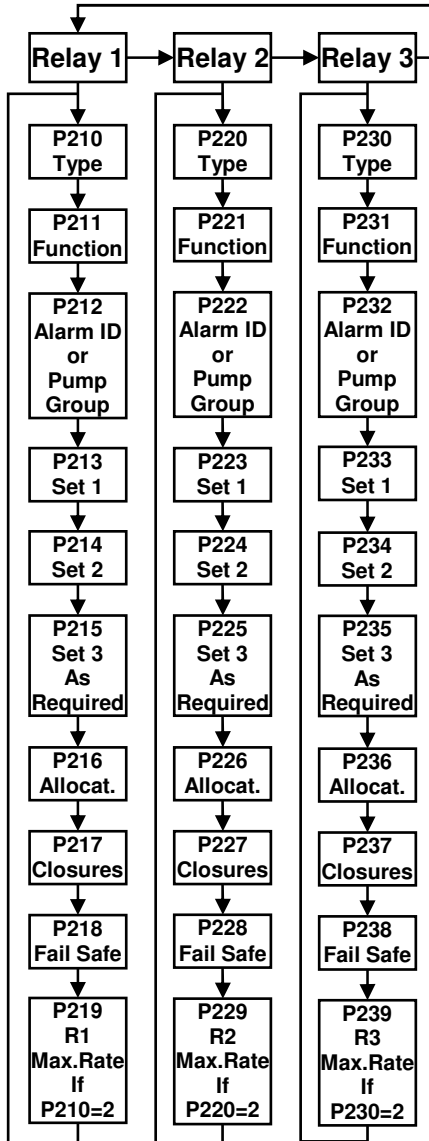 Relay 1
Relay 2
Relay 3
P210
Type
P211
Function
P212
Alarm ID
or
Pump
Group
P213
Set 1
P214
Set 2
P215
Set 3
As
Required
P216
Allocat.
P217
Closures
P218
Fail Safe
P219
R1
Max.Rate
If
P210=2
P220
Type
P221
Function
P222
Alarm ID
or
Pump
Group
P223
Set 1
P224
Set 2
P225
Set 3
As
Required
P226
Allocat.
P227
Closures
P228
Fail Safe
P229
R2
Max.Rate
If
P220=2
P230
Type
P231
Function
P232
Alarm ID
or
Pump
Group
P233
Set 1
P234
Set 2
P235
Set 3
As
Required
P236
Allocat.
P237
Closures
P238
Fail Safe
P239
R3
Max.Rate
If
P230=2